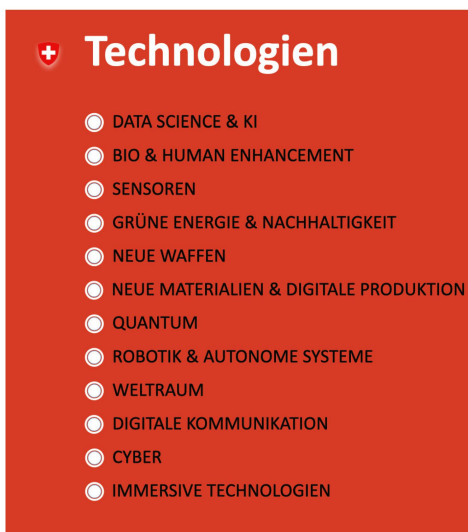 Technologien
DATA SCIENCE & KI
BIO & HUMAN ENHANCEMENT
SENSOREN
GRÜNE ENERGIE & NACHHALTIGKEIT
NEUE WAFFEN
NEUE MATERIALIEN & DIGITALE PRODUKTION
QUANTUM
ROBOTIK & AUTONOME SYSTEME
WELTRAUM
DIGITALE KOMMUNIKATION
CYBER
IMMERSIVE TECHNOLOGIEN